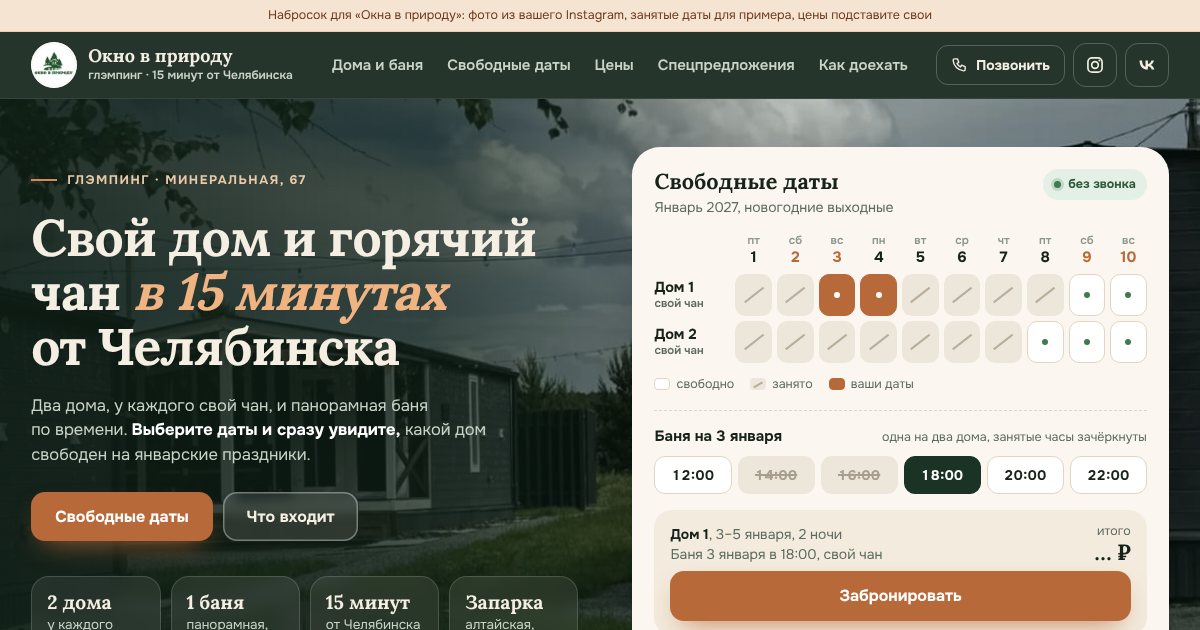 Набросок для «Окна в природу»: фото из вашего Instagram, занятые даты для примера, цены подставите свои
ОКНО В ПРИРОДУ
Окно в природу
глэмпинг · 15 минут от Челябинска
Дома и баня
Свободные даты
Цены
Спецпредложения
Как доехать
Позвонить
ГЛЭМПИНГ · МИНЕРАЛЬНАЯ, 67
Свой дом и горячий
чан в 15 минутах
от Челябинска
Два дома, у каждого свой чан, и панорамная баня
по времени. Выберите даты и сразу увидите, какой дом
свободен на январские праздники.
Свободные даты
Что входит
2 дома
у каждого
1 баня
панорамная,
15 минут
от Челябинска
Запарка
алтайская,
Свободные даты
без звонка
Январь 2027, новогодние выходные
пт сб вс пн вт ср чт пт сб вс
1 2 3 4 5 6 7 8 9 10
Дом 1
свой чан
Дом 2
свой чан
свободно занято ваши даты
Баня на 3 января
одна на два дома, занятые часы зачёркнуты
12:00 14:00 16:00 18:00 20:00 22:00
Дом 1, 3–5 января, 2 ночи
Баня 3 января в 18:00, свой чан
итого
... ₽
Забронировать